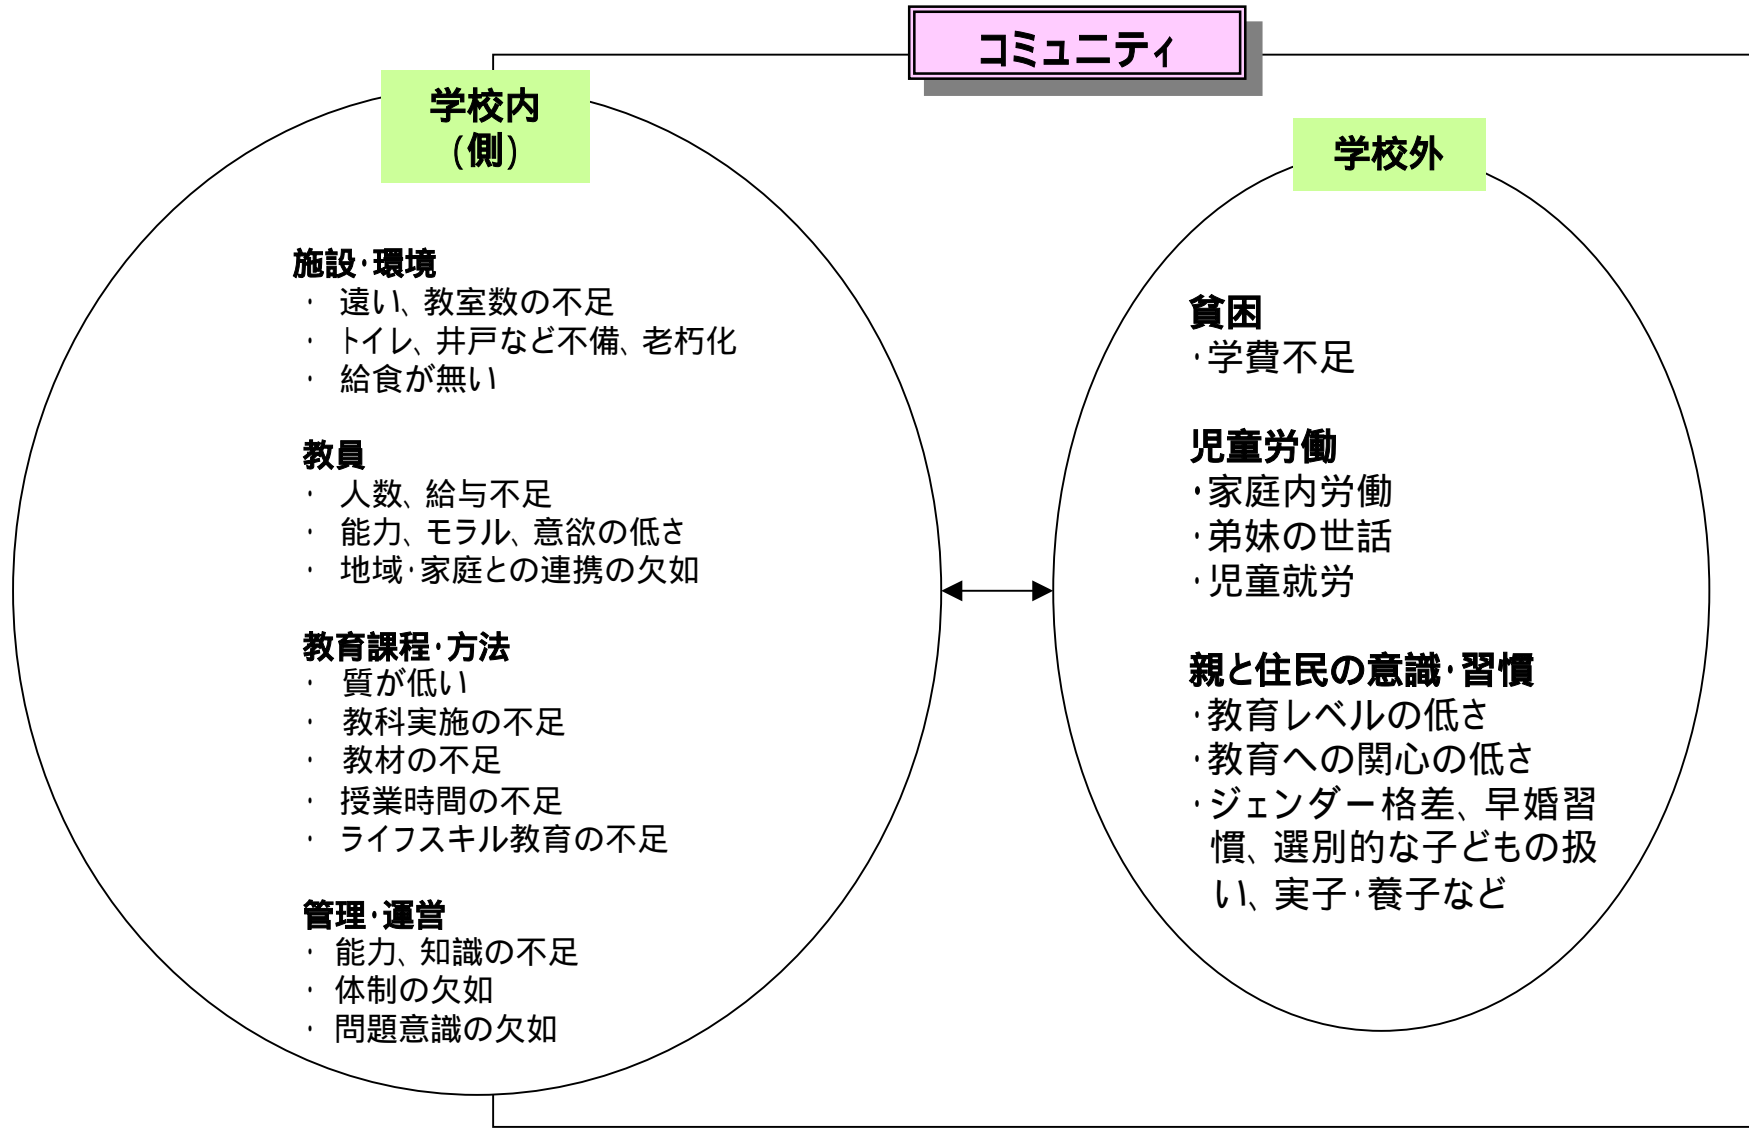 コミュニティ
学校内
(側)
施設・環境
・ 遠い、教室数の不足
・ トイレ、井戸など不備、老朽化
・ 給食が無い
教員
・ 人数、給与不足
・ 能力、モラル、意欲の低さ
・ 地域・家庭との連携の欠如
教育課程・方法
・ 質が低い
・ 教科実施の不足
・ 教材の不足
・ 授業時間の不足
・ ライフスキル教育の不足
管理・運営
・ 能力、知識の不足
・ 体制の欠如
・ 問題意識の欠如
学校外
貧困
・学費不足
児童労働
・家庭内労働
・弟妹の世話
・児童就労
親と住民の意識・習慣
・教育レベルの低さ
・教育への関心の低さ
・ジェンダー格差、早婚習
慣、選別的な子どもの扱
い、実子・養子など